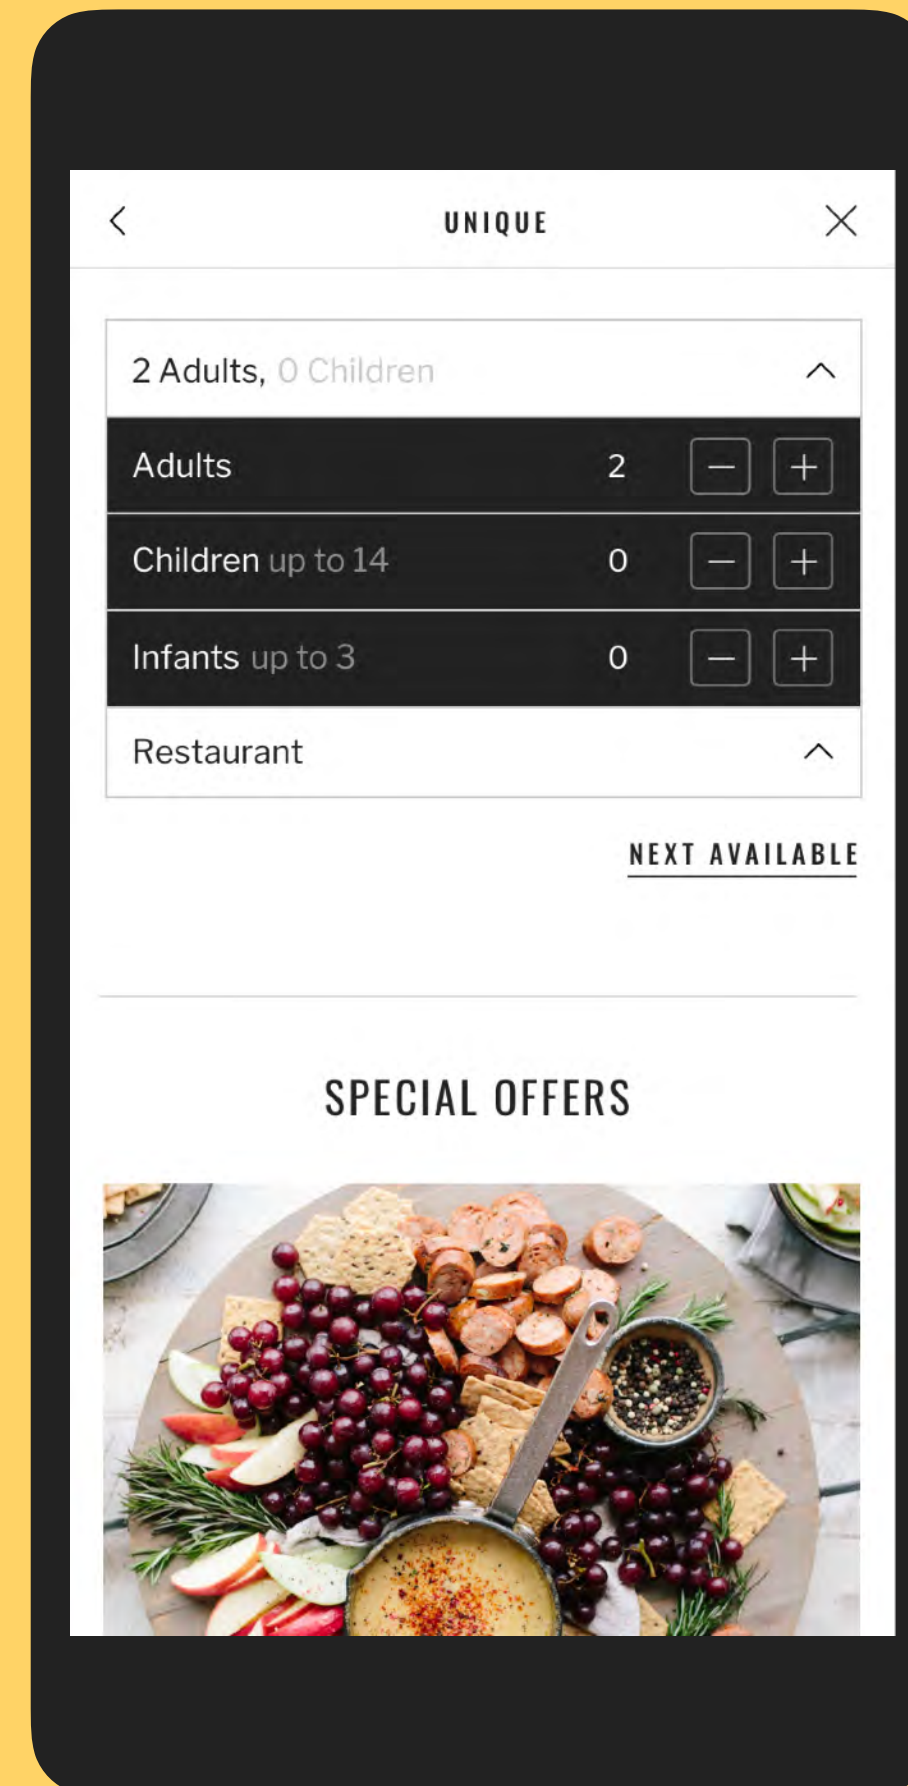 UNIQUE
2 Adults, 0 Children
Adults 2
Children up to 14 0
Infants up to 3 0
Restaurant
NEXT AVAILABLE
SPECIAL OFFERS